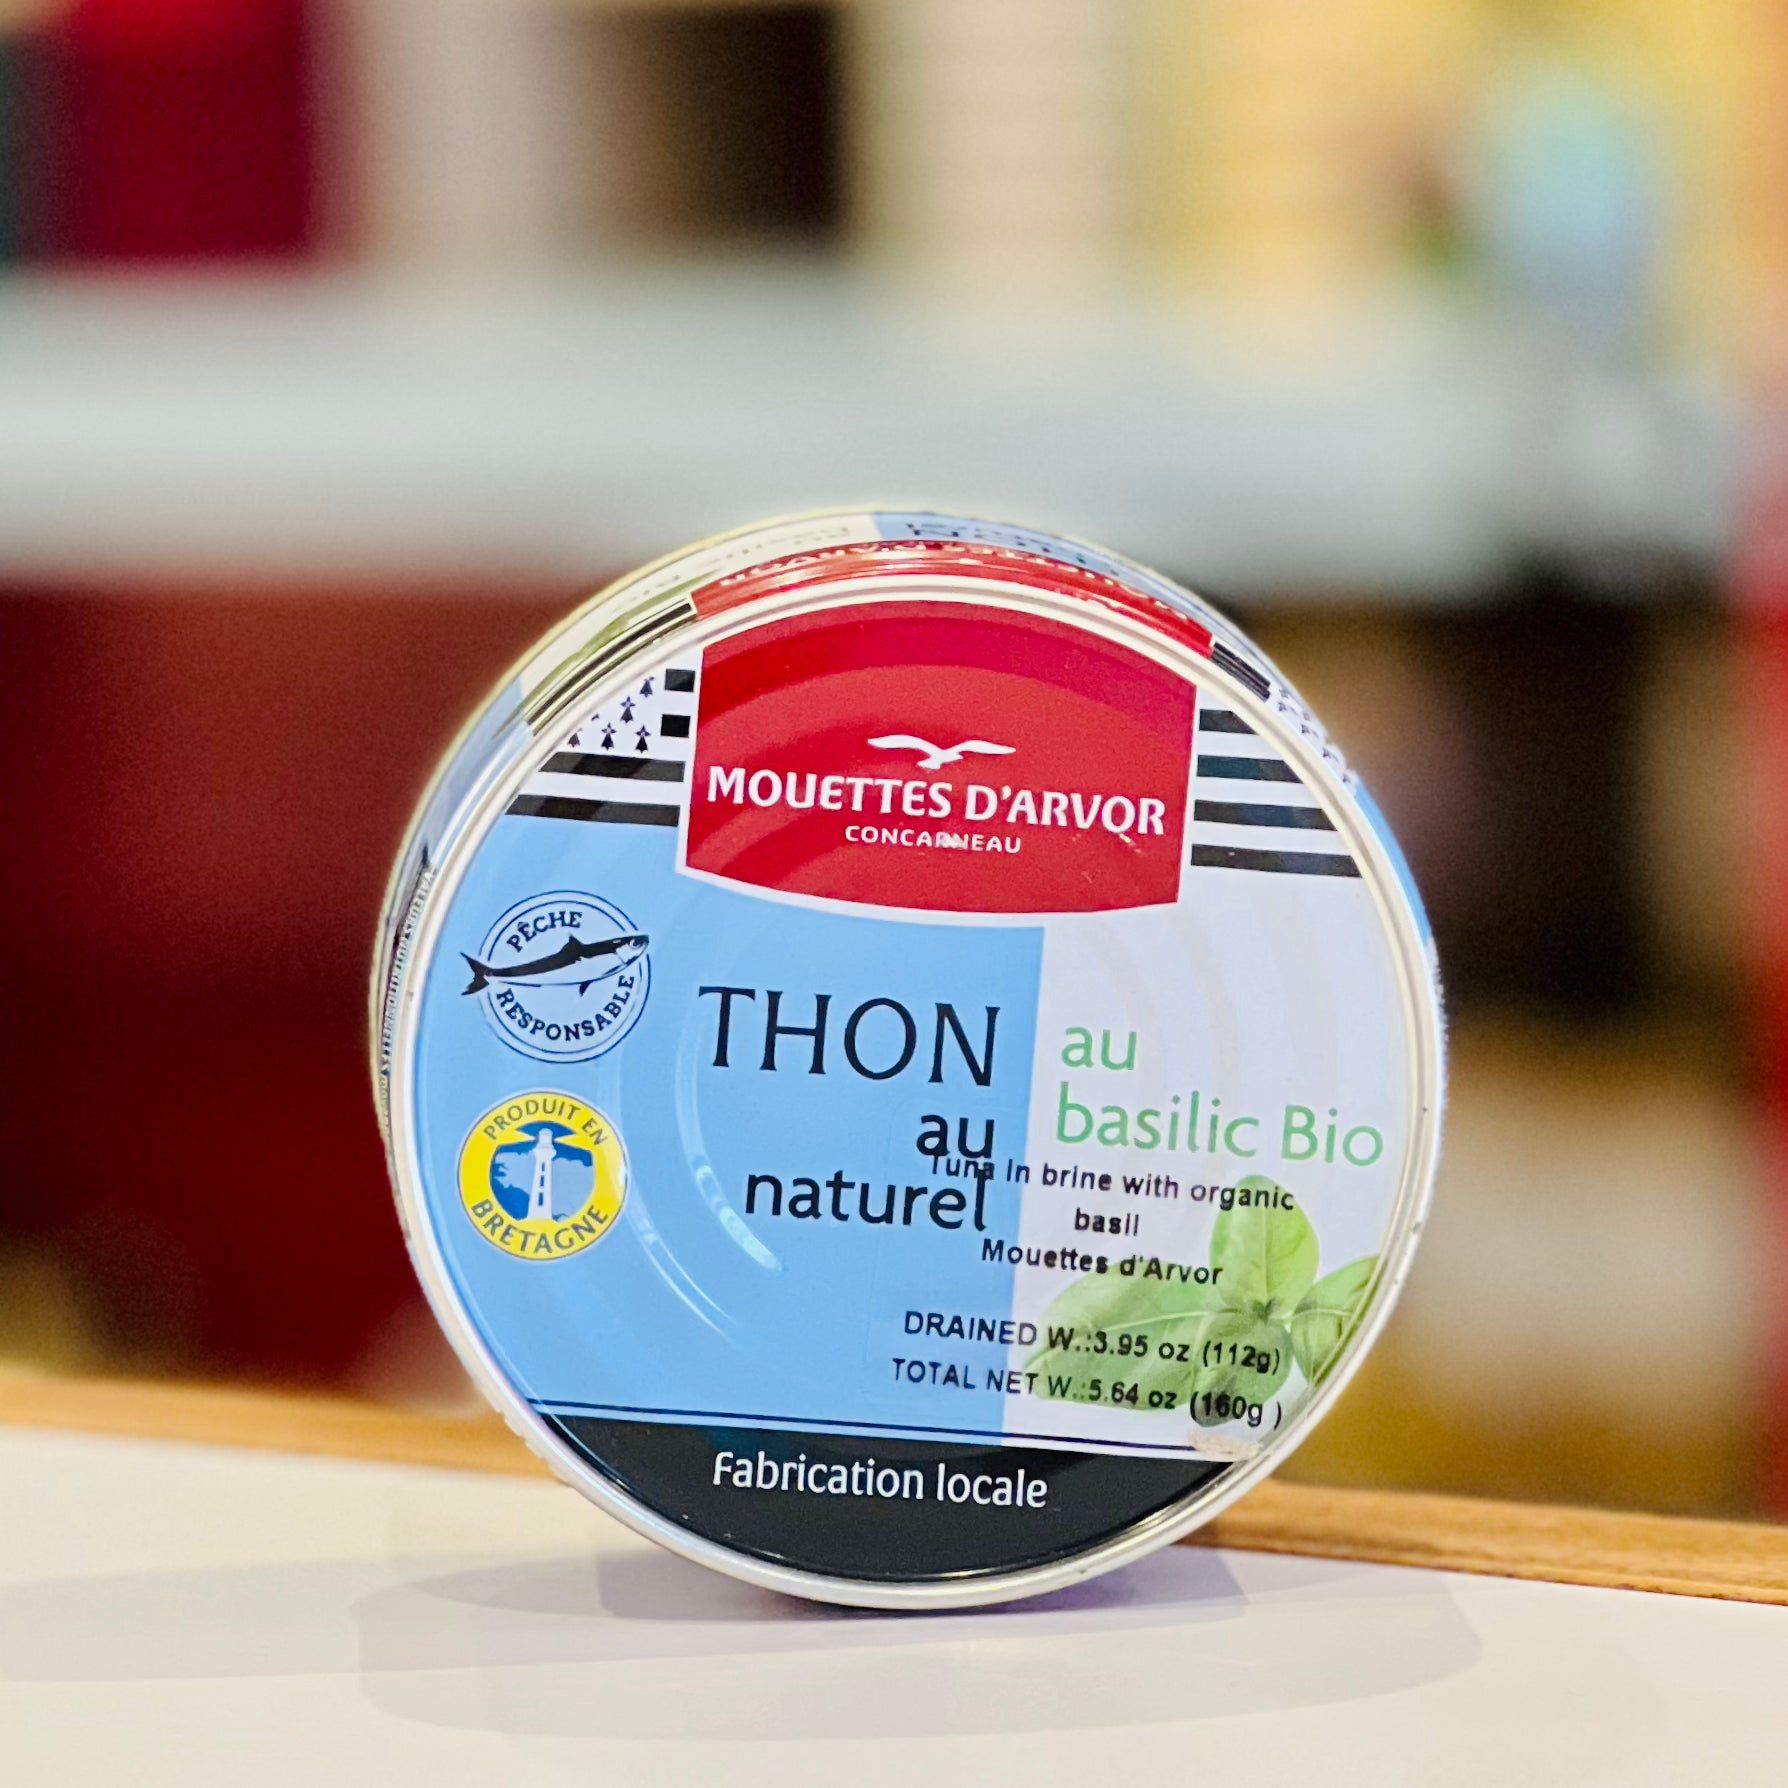 MOUETTES D'ARVOR
CONCARNEAU
PÊCHE
RESPONSABLE
PRODUIT EN
BRETAGNE
THON
au
naturel
au
basilic Bio
Tuna in brine with organic
basil
Mouettes d'Arvor
DRAINED W.:3.95 oz (112g)
TOTAL NET W.:5.64 oz (160g )
Fabrication locale